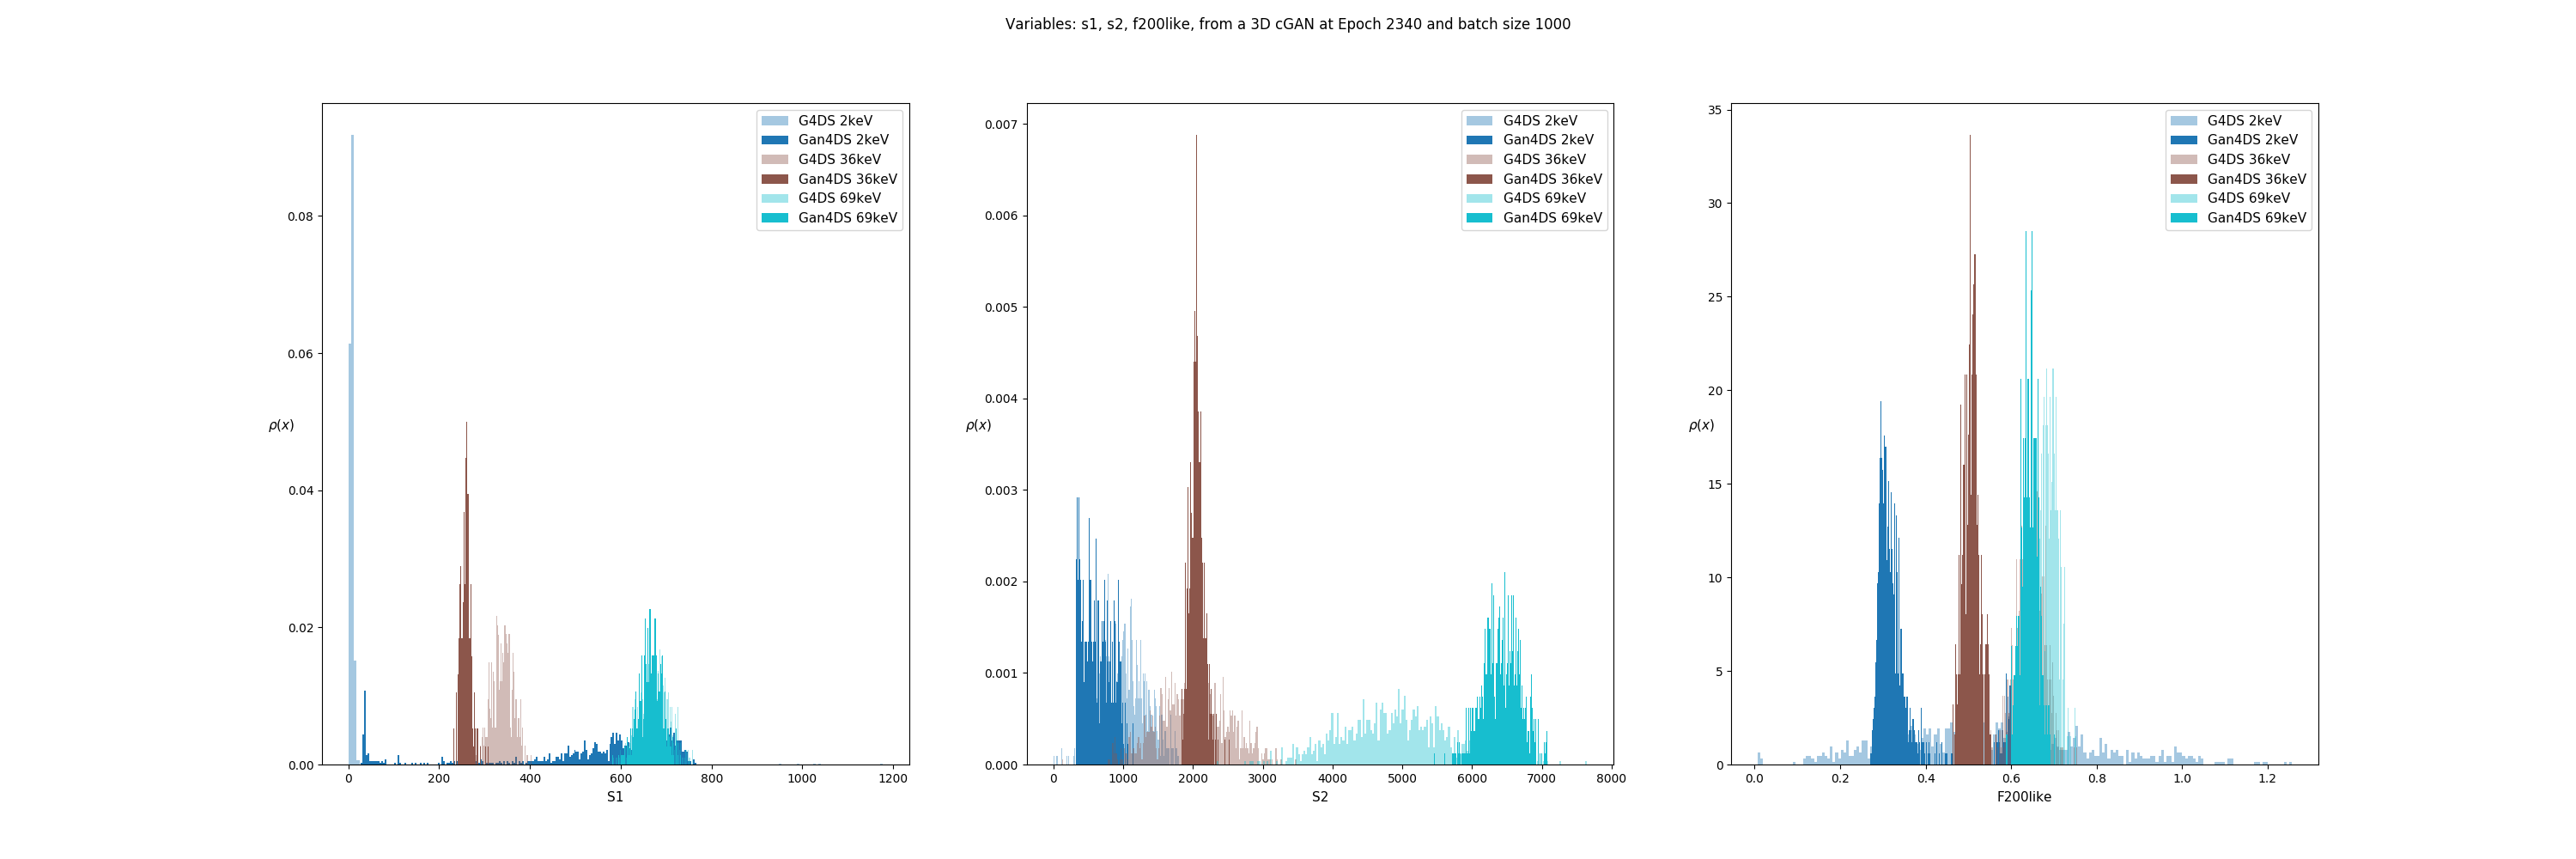 Variables: s1, s2, f200like, from a 3D cGAN at Epoch 2340 and batch size 1000
G4DS 2keV
Gan4DS 2keV
G4DS 36keV
Gan4DS 36keV
G4DS 69keV
Gan4DS 69keV
0.08
0.06
0.04
0.02
0.00
ρ(x)
0 200 400 600 800 1000 1200
S1
G4DS 2keV
Gan4DS 2keV
G4DS 36keV
Gan4DS 36keV
G4DS 69keV
Gan4DS 69keV
0.007
0.006
0.005
0.004
0.003
0.002
0.001
0.000
ρ(x)
0 1000 2000 3000 4000 5000 6000 7000 8000
S2
G4DS 2keV
Gan4DS 2keV
G4DS 36keV
Gan4DS 36keV
G4DS 69keV
Gan4DS 69keV
35
30
25
20
15
10
5
0
ρ(x)
0.0 0.2 0.4 0.6 0.8 1.0 1.2
F200like